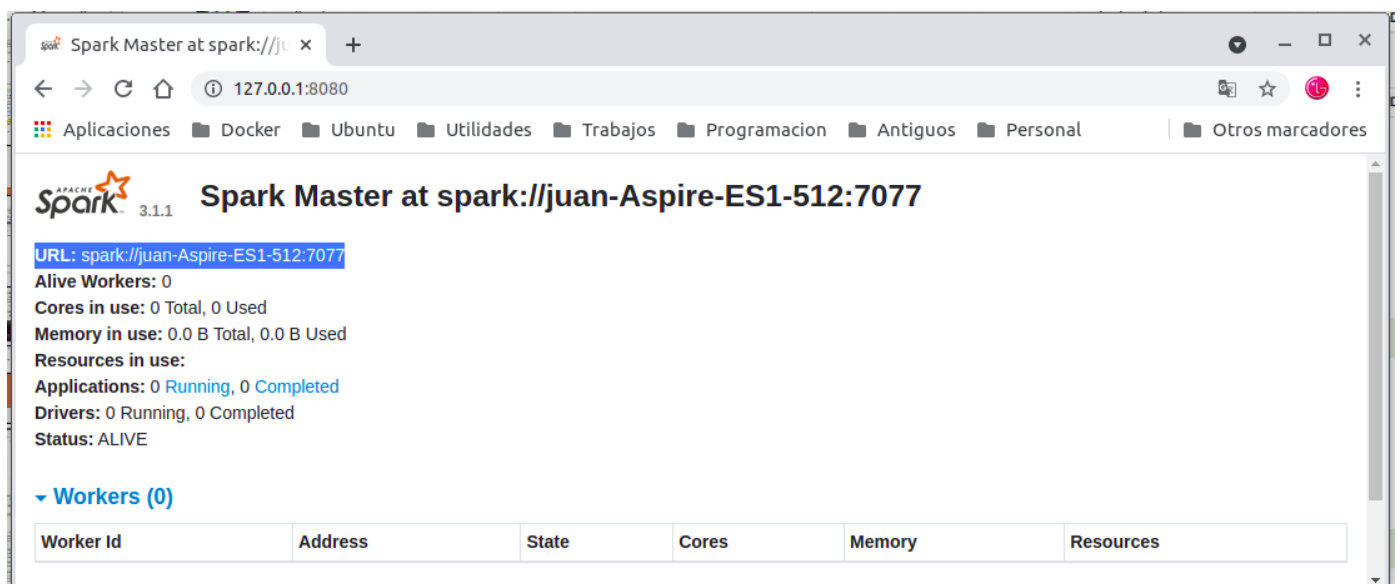 Spark Master at spark://ju
127.0.0.1:8080
Aplicaciones Docker Ubuntu Utilidades Trabajos Programacion Antiguos Personal Otros marcadores
APACHE Spark 3.1.1 Spark Master at spark://juan-Aspire-ES1-512:7077
URL: spark://juan-Aspire-ES1-512:7077
Alive Workers: 0
Cores in use: 0 Total, 0 Used
Memory in use: 0.0 B Total, 0.0 B Used
Resources in use:
Applications: 0 Running, 0 Completed
Drivers: 0 Running, 0 Completed
Status: ALIVE
Workers (0)
Worker Id Address State Cores Memory Resources